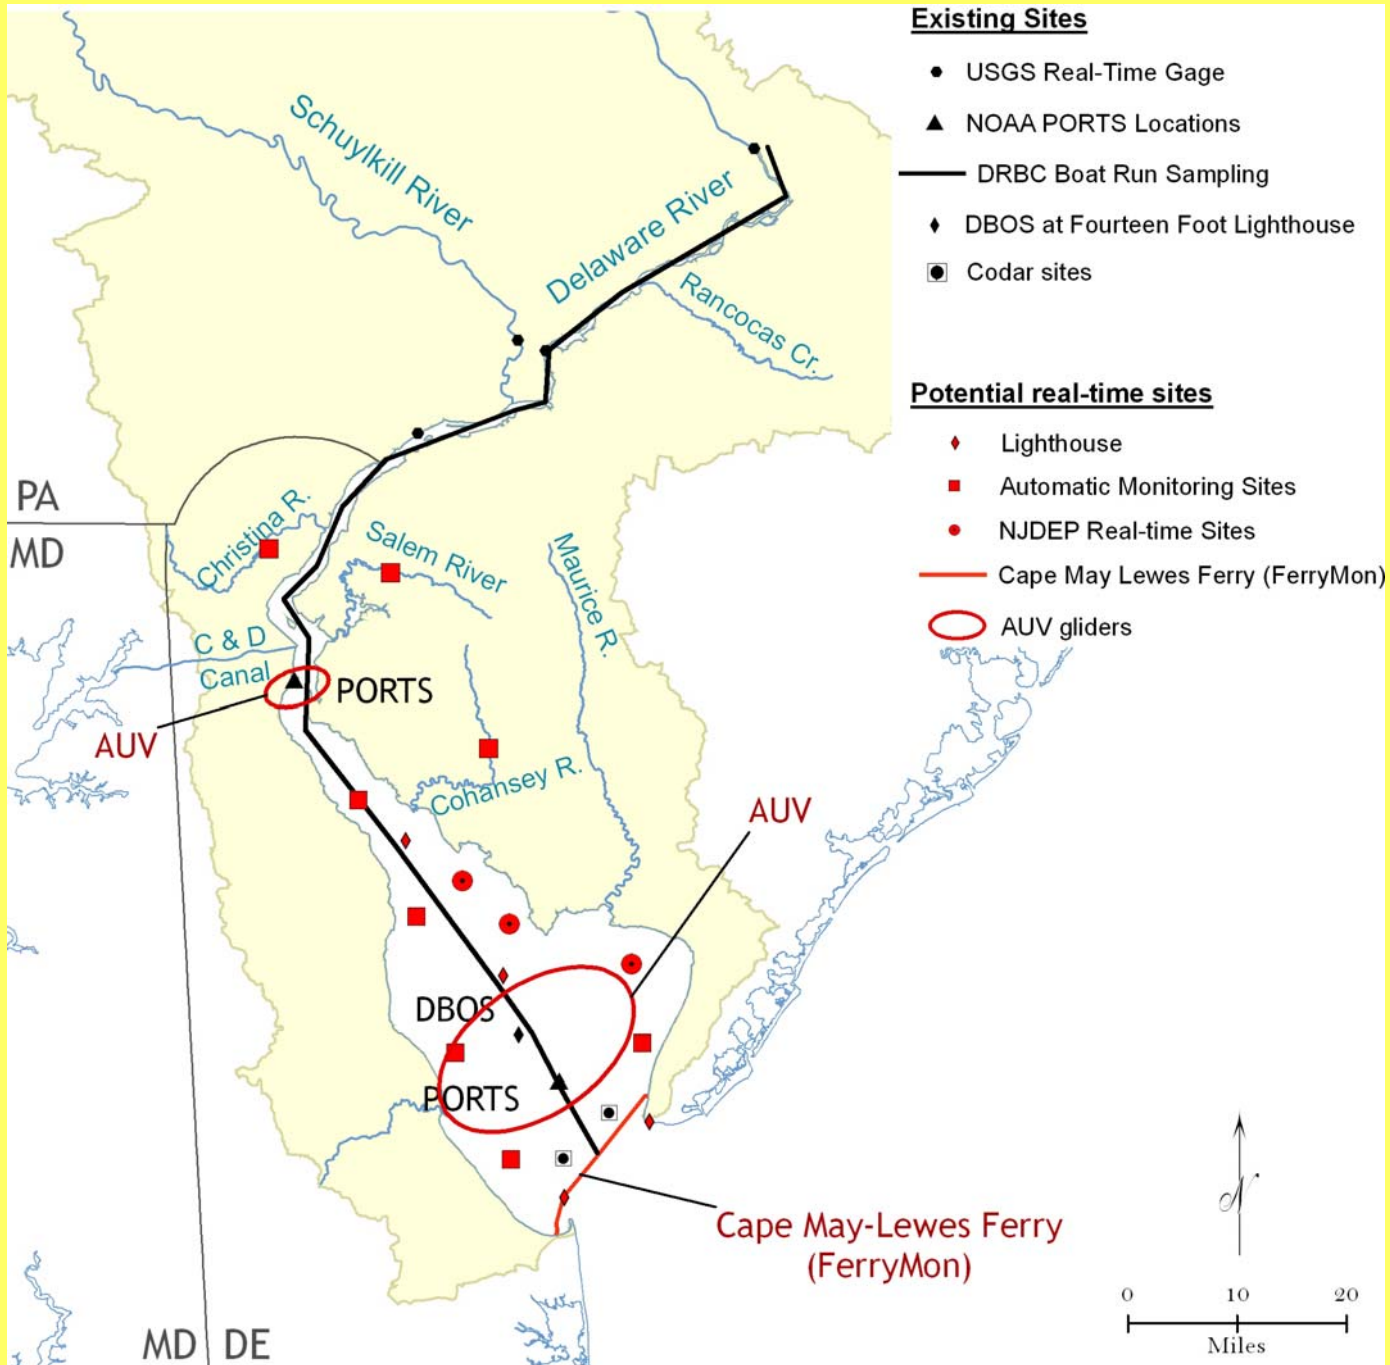 Existing Sites
USGS Real-Time Gage
NOAA PORTS Locations
DRBC Boat Run Sampling
DBOS at Fourteen Foot Lighthouse
Codar sites
Potential real-time sites
Lighthouse
Automatic Monitoring Sites
NJDEP Real-time Sites
Cape May Lewes Ferry (FerryMon)
AUV gliders
Schuylkill River
Delaware River
Rancocas Cr.
PA
MD
Christina R.
Salem River
Maurice R.
C & D
Canal
PORTS
AUV
Cohansey R.
AUV
DBOS
PORTS
Cape May-Lewes Ferry
(FerryMon)
N
0 10 20
Miles
MD DE